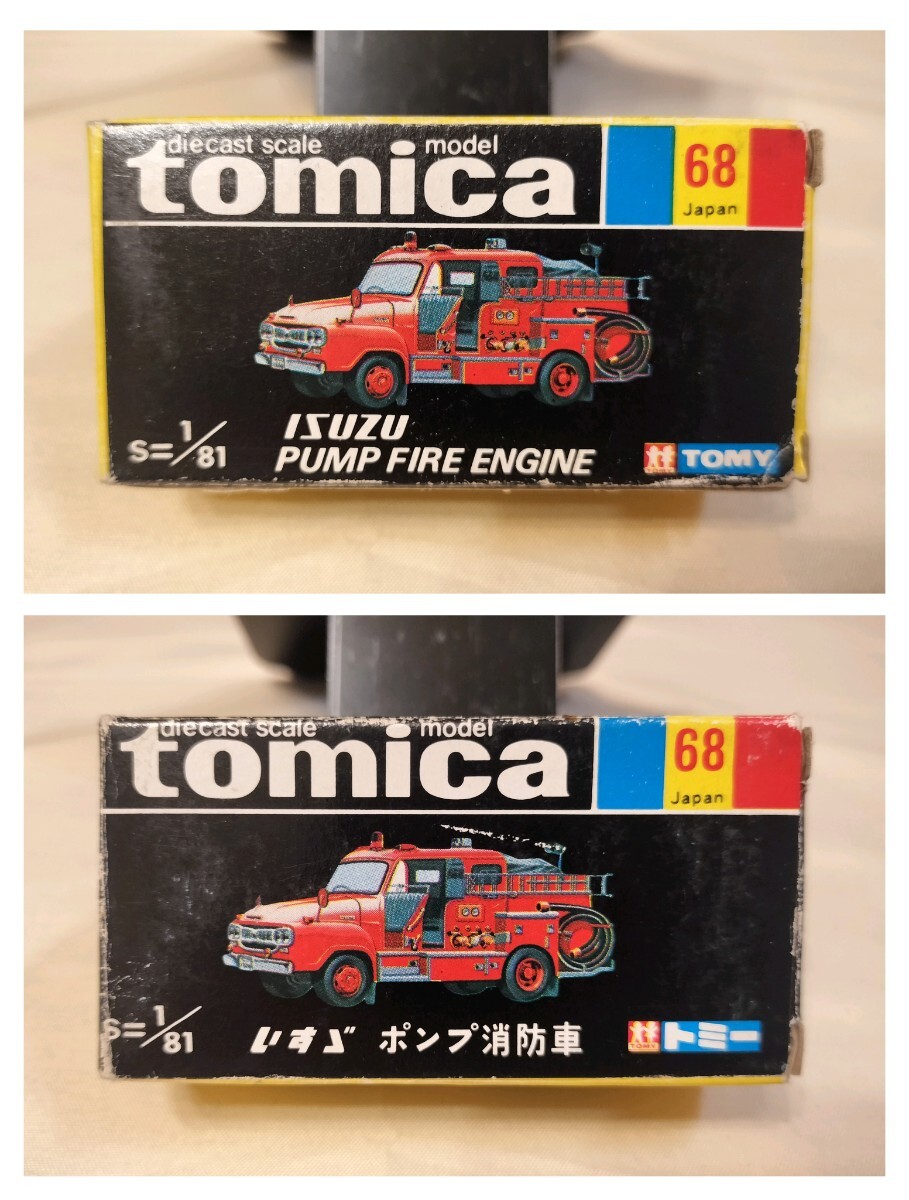 diecast scale model
tomica
68
Japan
S=1/81
ISUZU
PUMP FIRE ENGINE
TOMY
diecast scale model
tomica
68
Japan
S=1/81
いすゞ ポンプ消防車
TOMY
トミー